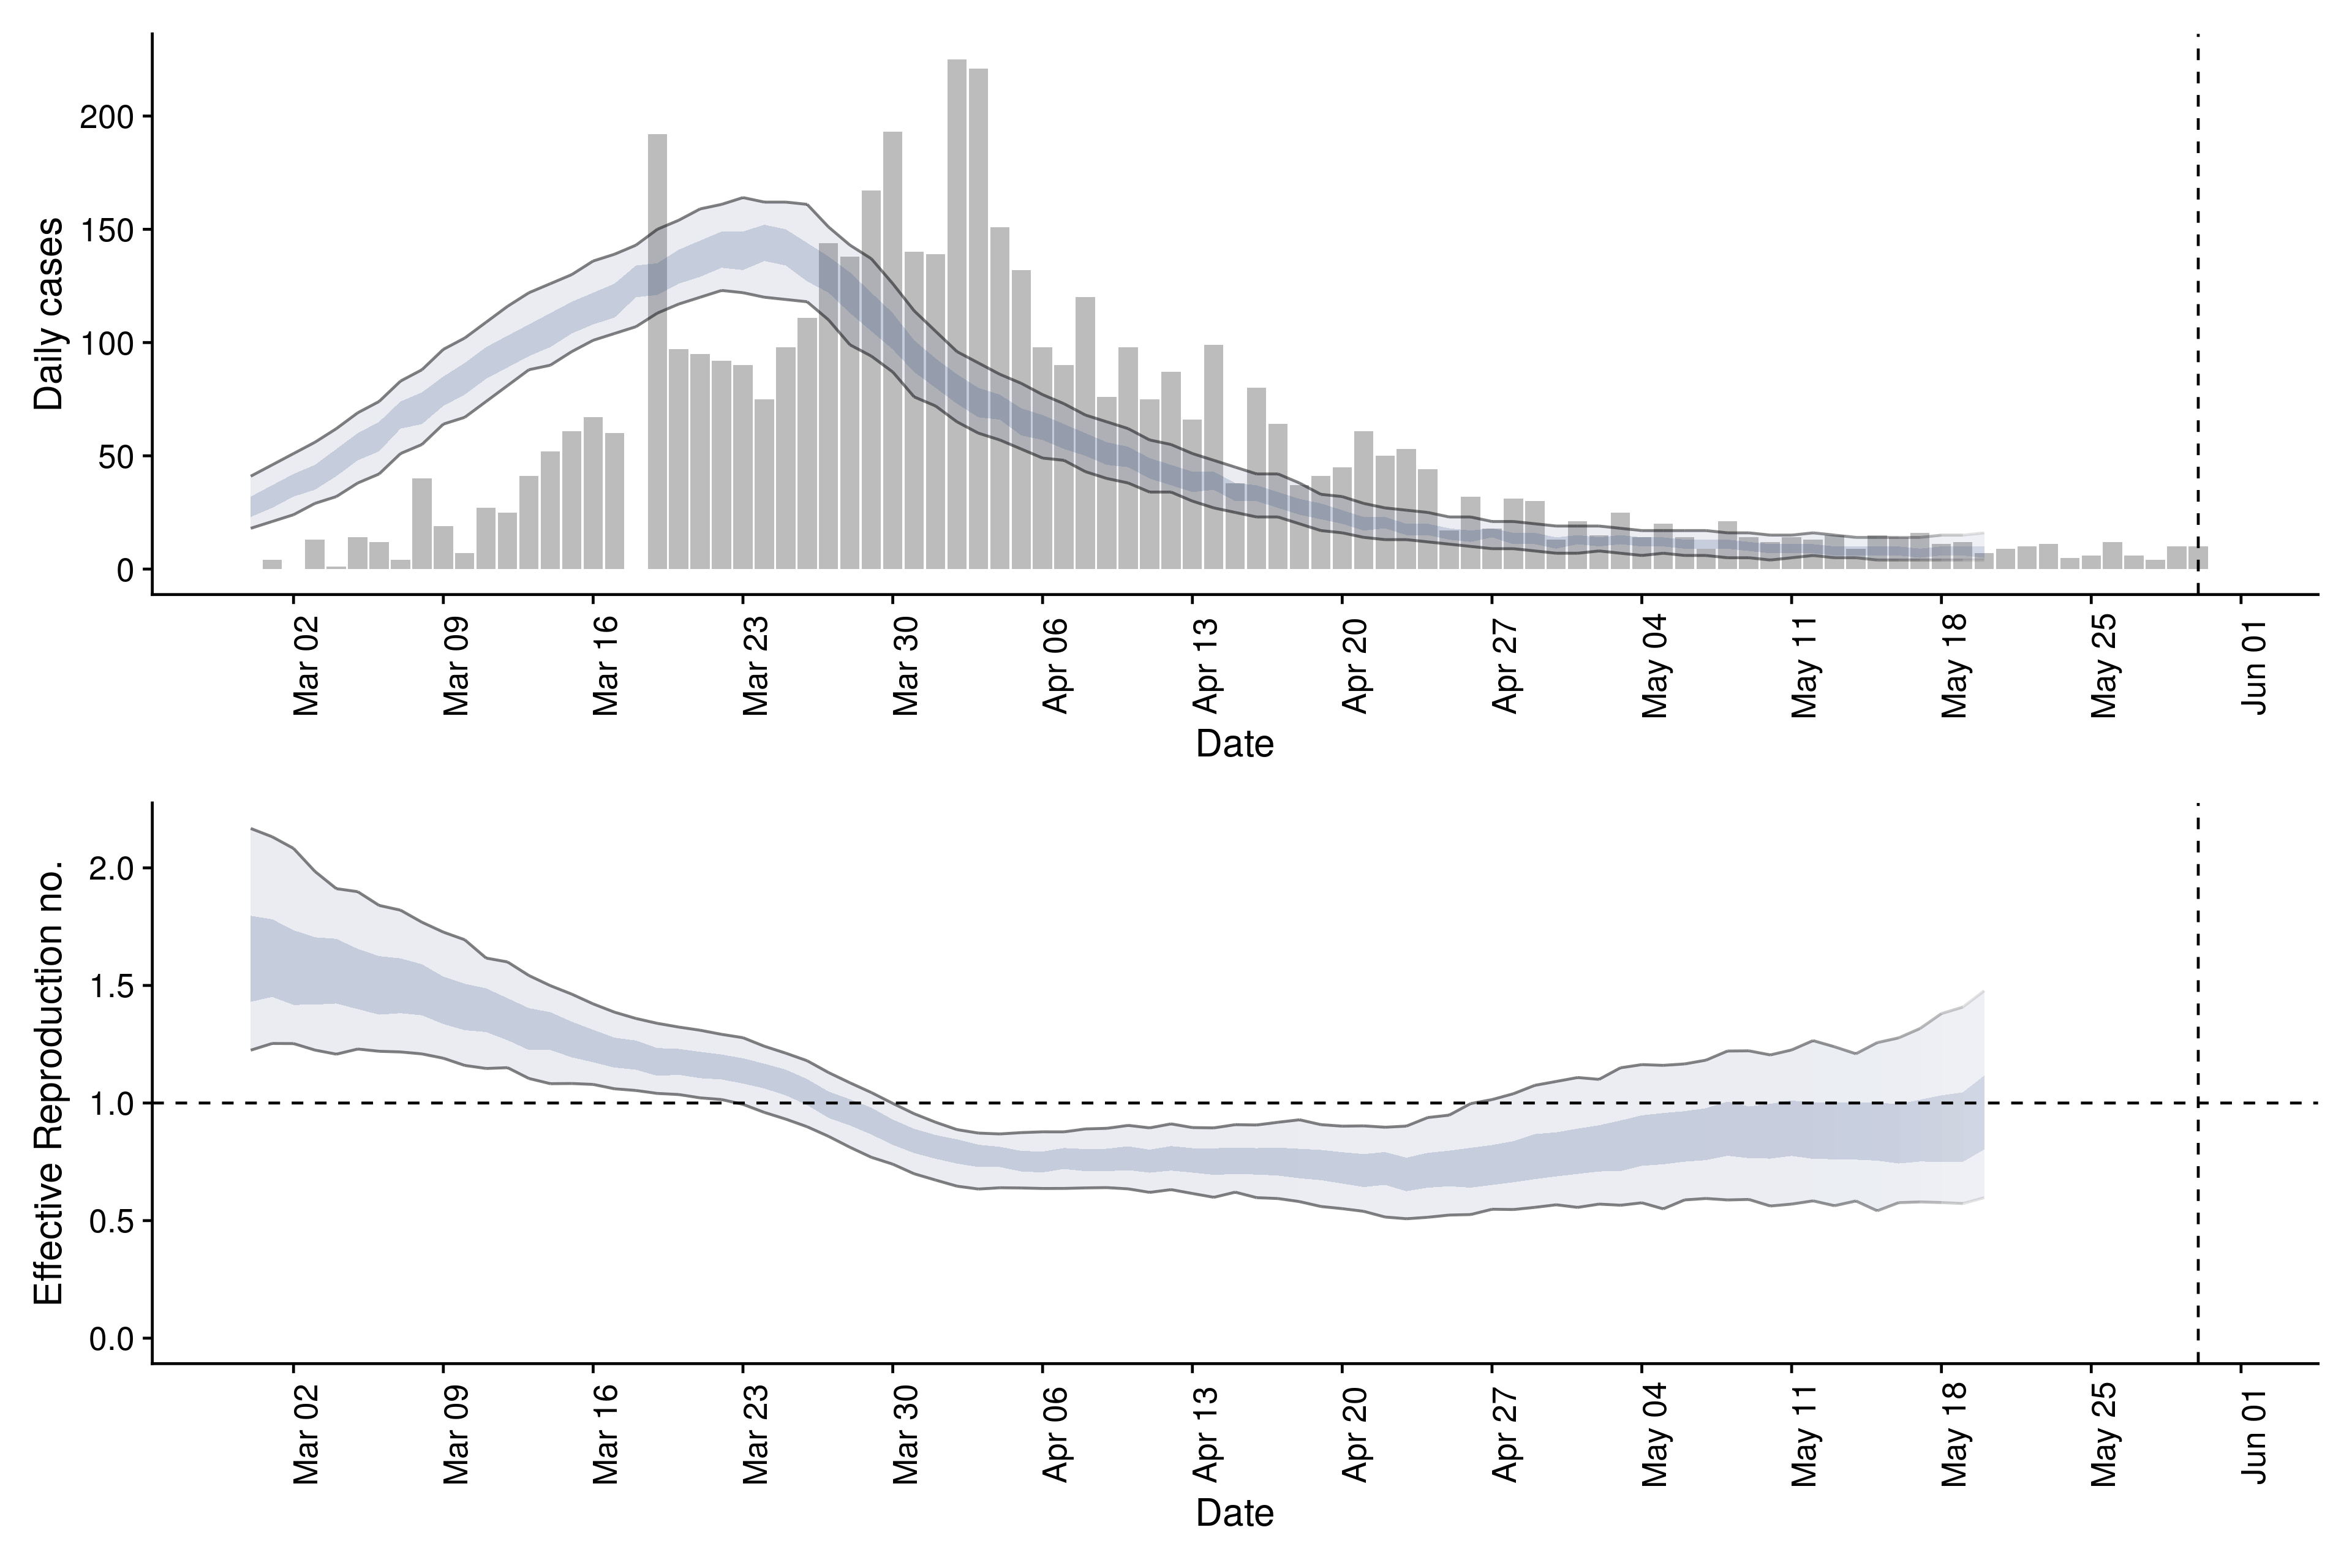 Daily cases
200
150
100
50
0
Mar 02
Mar 09
Mar 16
Mar 23
Mar 30
Apr 06
Apr 13
Apr 20
Apr 27
May 04
May 11
May 18
May 25
Jun 01
Date
Effective Reproduction no.
2.0
1.5
1.0
0.5
0.0
Mar 02
Mar 09
Mar 16
Mar 23
Mar 30
Apr 06
Apr 13
Apr 20
Apr 27
May 04
May 11
May 18
May 25
Jun 01
Date